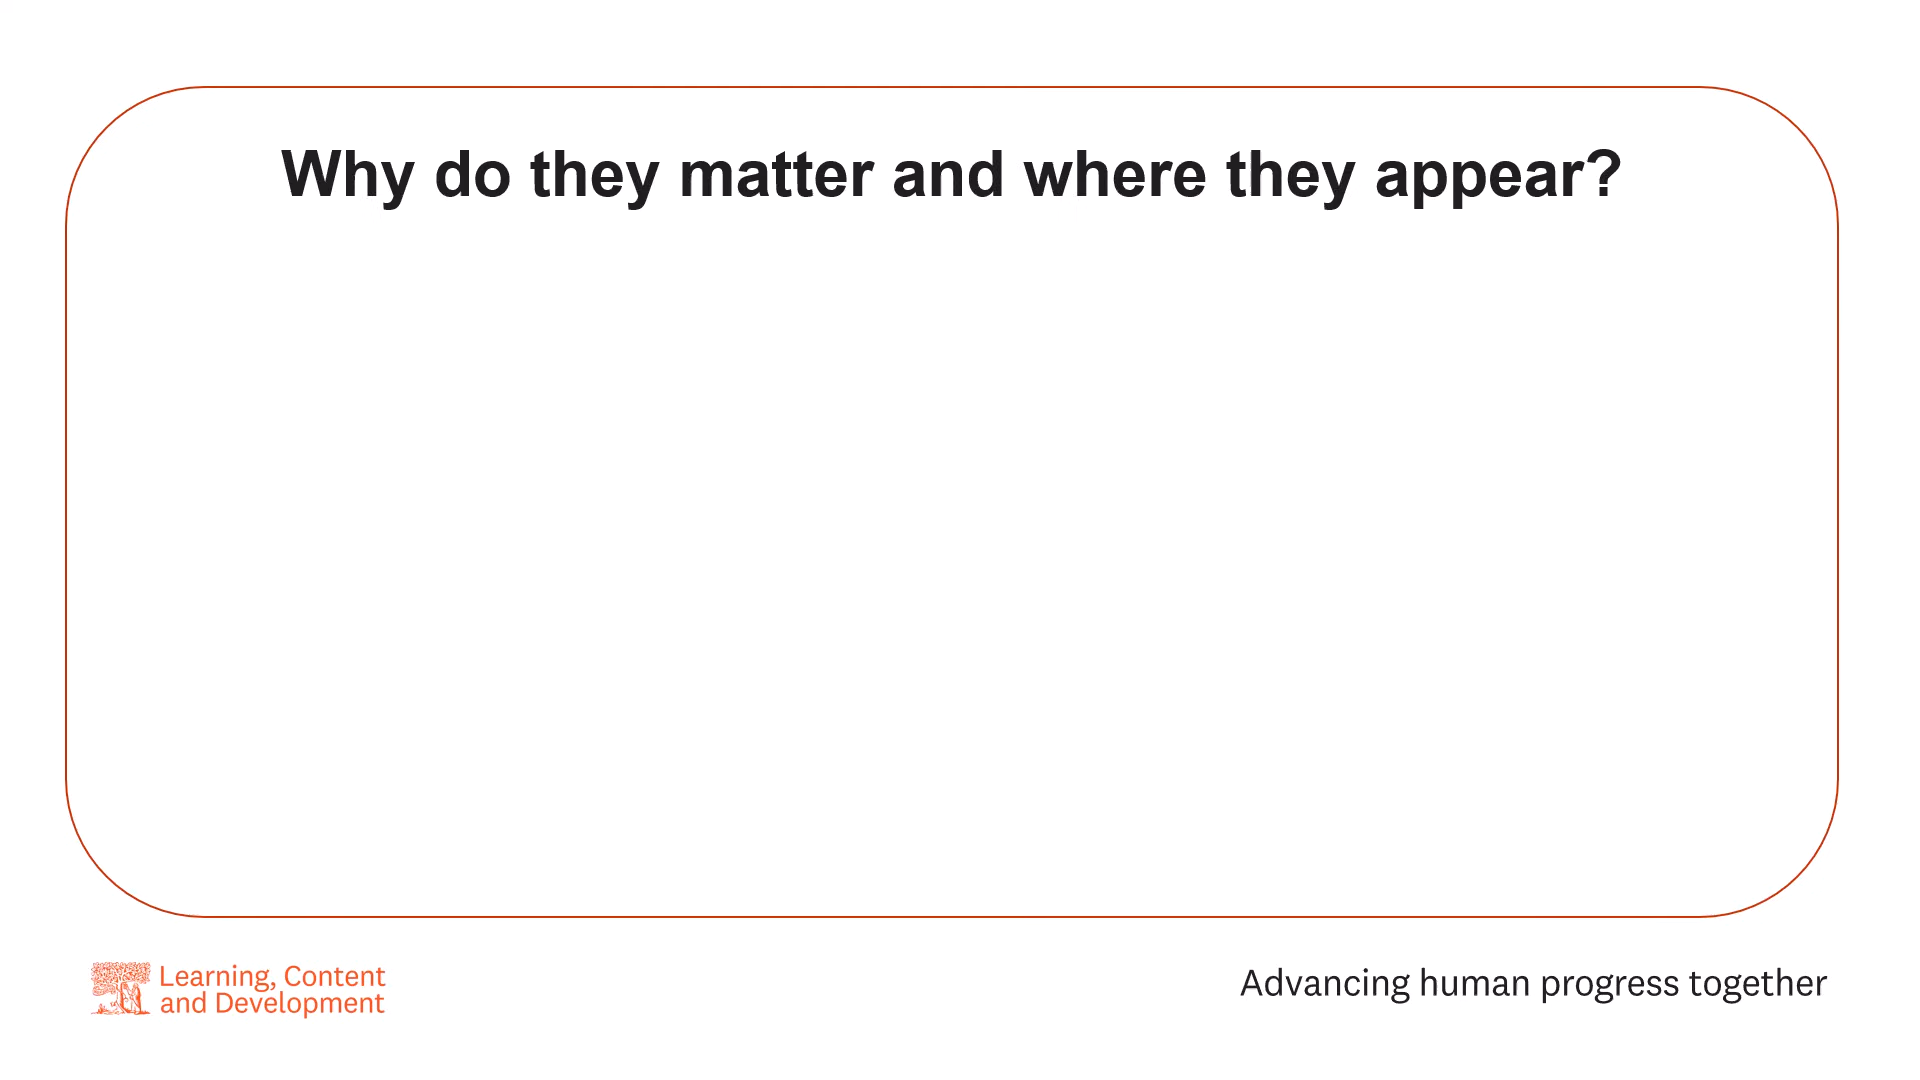 Why do they matter and where they appear?
Learning, Content
and Development
Advancing human progress together